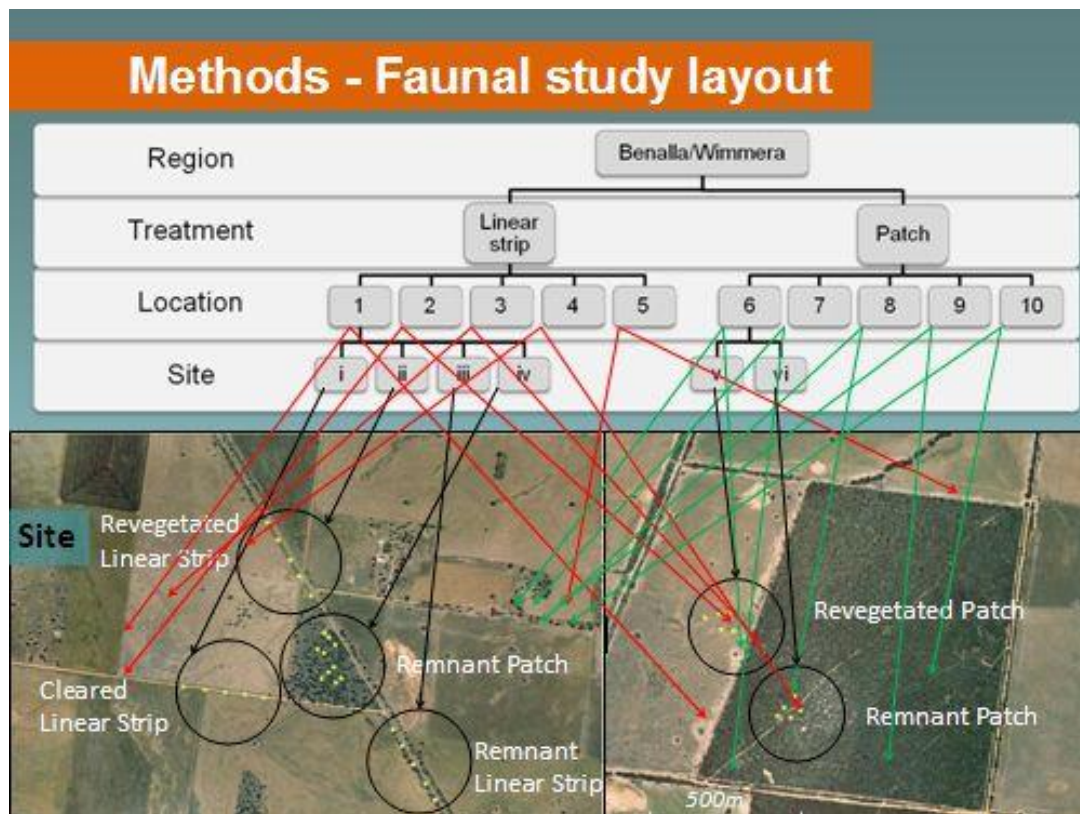 Methods - Faunal study layout
Region
Benalla/Wimmera
Treatment
Linear
strip
Patch
Location
1
2
3
4
5
6
7
8
9
10
Site
i
ii
iii
iv
v
vi
Site
Revegetated
Linear Strip
Remnant Patch
Cleared
Linear Strip
Remnant
Linear Strip
Revegetated Patch
Remnant Patch
500m